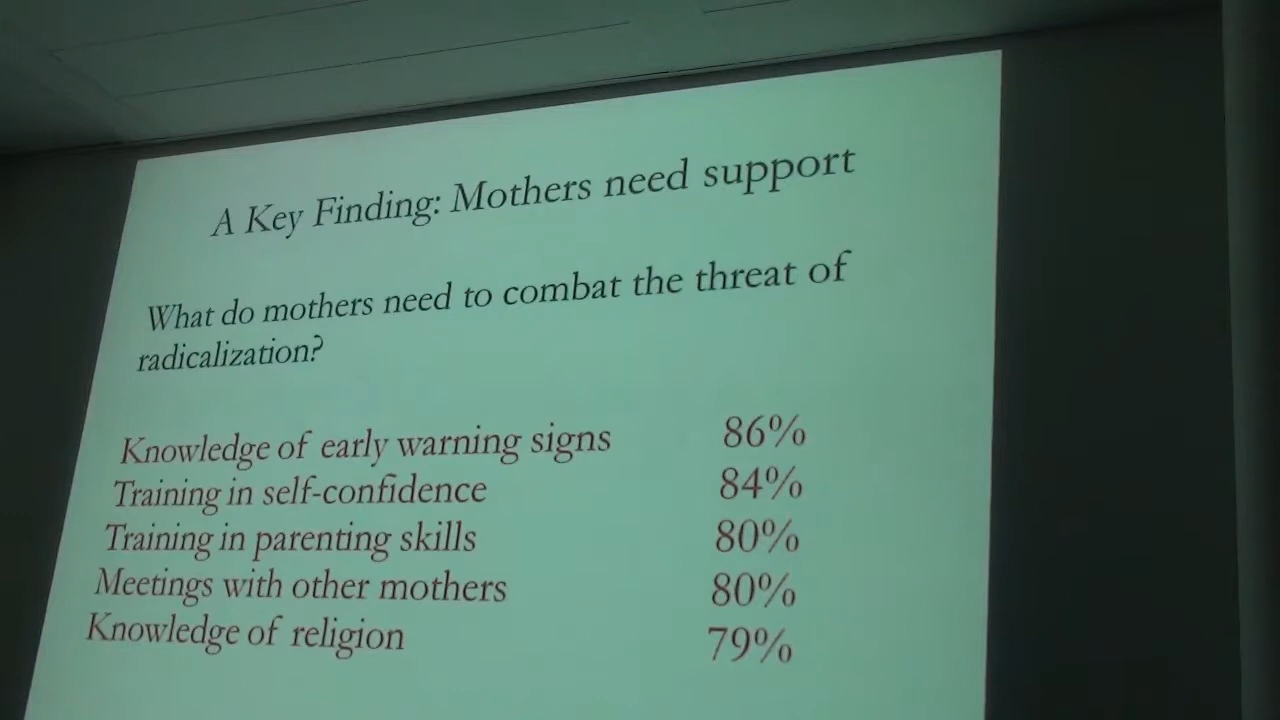 A Key Finding: Mothers need support
What do mothers need to combat the threat of
radicalization?
Knowledge of early warning signs 86%
Training in self-confidence 84%
Training in parenting skills 80%
Meetings with other mothers 80%
Knowledge of religion 79%